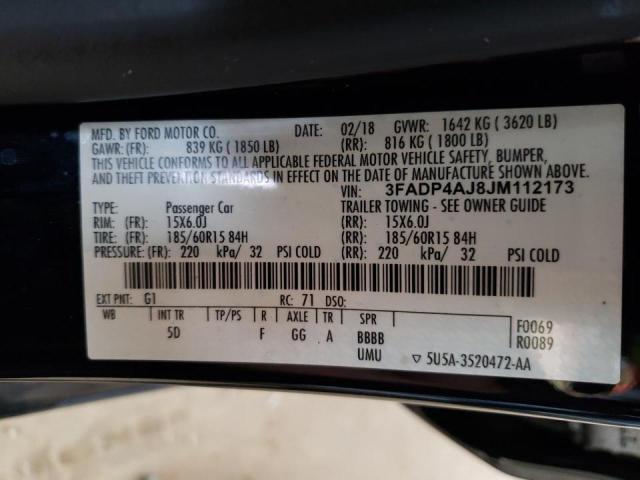 MFD. BY FORD MOTOR CO. DATE: 02/18 GVWR: 1642 KG ( 3620 LB)
GAWR: (FR): 839 KG ( 1850 LB) (RR): 816 KG ( 1800 LB)
THIS VEHICLE CONFORMS TO ALL APPLICABLE FEDERAL MOTOR VEHICLE SAFETY, BUMPER,
AND THEFT PREVENTION STANDARDS IN EFFECT ON THE DATE OF MANUFACTURE SHOWN ABOVE.
VIN: 3FADP4AJ8JM112173
TYPE: Passenger Car TRAILER TOWING - SEE OWNER GUIDE
RIM: (FR): 15X6.0J (RR): 15X6.0J
TIRE: (FR): 185/60R15 84H (RR): 185/60R15 84H
PRESSURE: (FR): 220 kPa/ 32 PSI COLD (RR): 220 kPa/ 32 PSI COLD
EXT PNT: G1 RC: 71 DSO:
WB INT TR TP/PS R AXLE TR SPR F0069
5D F GG A BBBB R0089
UMU ▽ 5U5A-3520472-AA